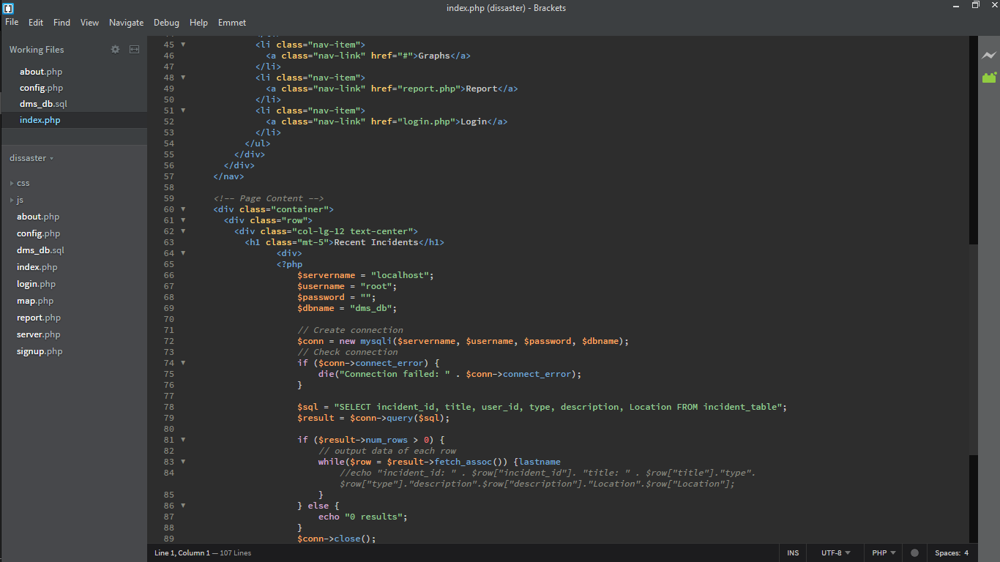 index.php (dissaster) - Brackets
File Edit Find View Navigate Debug Help Emmet
Working Files
about.php
config.php
dms_db.sql
index.php
dissaster
css
js
about.php
config.php
dms_db.sql
index.php
login.php
map.php
report.php
server.php
signup.php
45 <li class="nav-item">
46 <a class="nav-link" href="#">Graphs</a>
47 </li>
48 <li class="nav-item">
49 <a class="nav-link" href="report.php">Report</a>
50 </li>
51 <li class="nav-item">
52 <a class="nav-link" href="login.php">Login</a>
53 </li>
54 </ul>
55 </div>
56 </div>
57 </nav>
58
59 <!-- Page Content -->
60 <div class="container">
61 <div class="row">
62 <div class="col-lg-12 text-center">
63 <h1 class="mt-5">Recent Incidents</h1>
64 <div>
65 <?php
66 $servername = "localhost";
67 $username = "root";
68 $password = "";
69 $dbname = "dms_db";
70
71 // Create connection
72 $conn = new mysqli($servername, $username, $password, $dbname);
73 // Check connection
74 if ($conn->connect_error) {
75 die("Connection failed: " . $conn->connect_error);
76 }
77
78 $sql = "SELECT incident_id, title, user_id, type, description, Location FROM incident_table";
79 $result = $conn->query($sql);
80
81 if ($result->num_rows > 0) {
82 // output data of each row
83 while($row = $result->fetch_assoc()) {lastname
84 //echo "incident_id: " . $row["incident_id"]. "title: " . $row["title"]."type".
$row["type"]."description".$row["description"]."Location".$row["Location"];
85 }
86 } else {
87 echo "0 results";
88 }
89 $conn->close();
Line 1, Column 1 — 107 Lines
INS UTF-8 PHP Spaces: 4